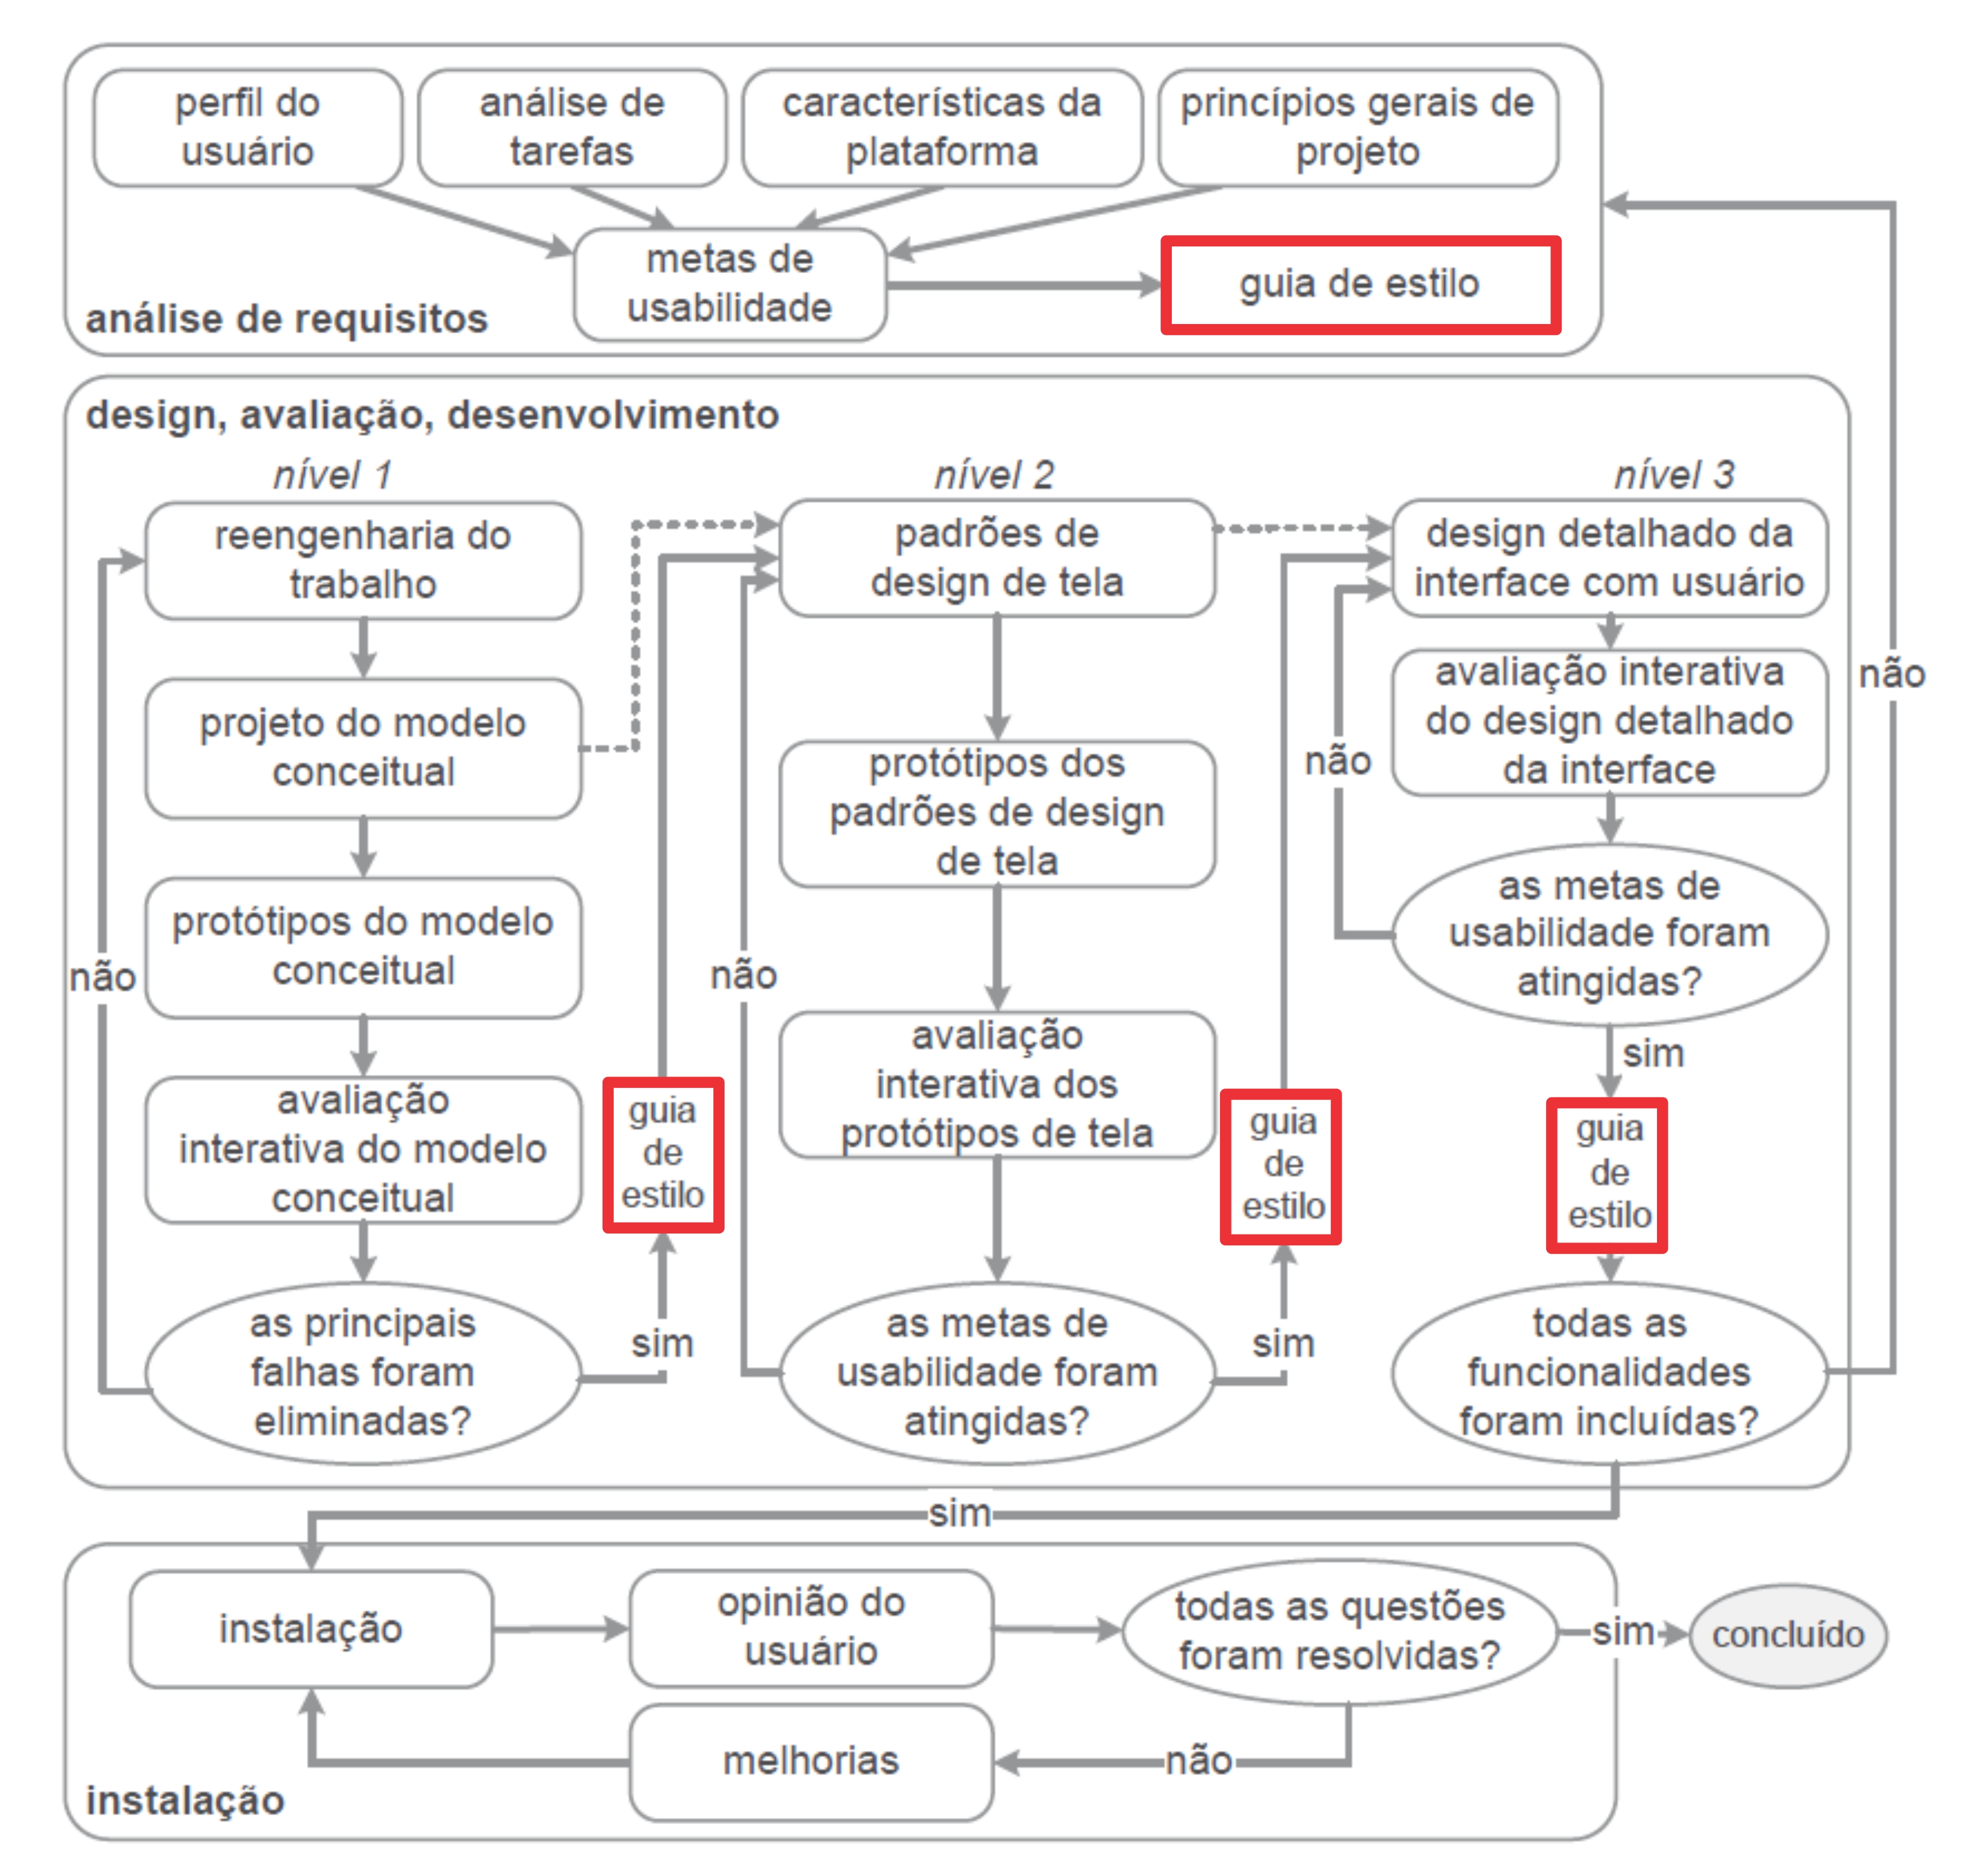 perfil do
usuário
análise de
tarefas
características da
plataforma
princípios gerais de
projeto
metas de
usabilidade
guia de estilo
análise de requisitos
design, avaliação, desenvolvimento
nível 1
reengenharia do
trabalho
projeto do modelo
conceitual
protótipos do modelo
conceitual
avaliação
interativa do modelo
conceitual
as principais
falhas foram
eliminadas?
não
sim
guia
de
estilo
nível 2
padrões de
design de tela
protótipos dos
padrões de design
de tela
avaliação
interativa dos
protótipos de tela
as metas de
usabilidade foram
atingidas?
não
sim
guia
de
estilo
nível 3
design detalhado da
interface com usuário
avaliação interativa
do design detalhado
da interface
as metas de
usabilidade foram
atingidas?
não
sim
guia
de
estilo
todas as
funcionalidades
foram incluídas?
não
sim
instalação
opinião do
usuário
todas as questões
foram resolvidas?
sim
concluído
melhorias
não
instalação